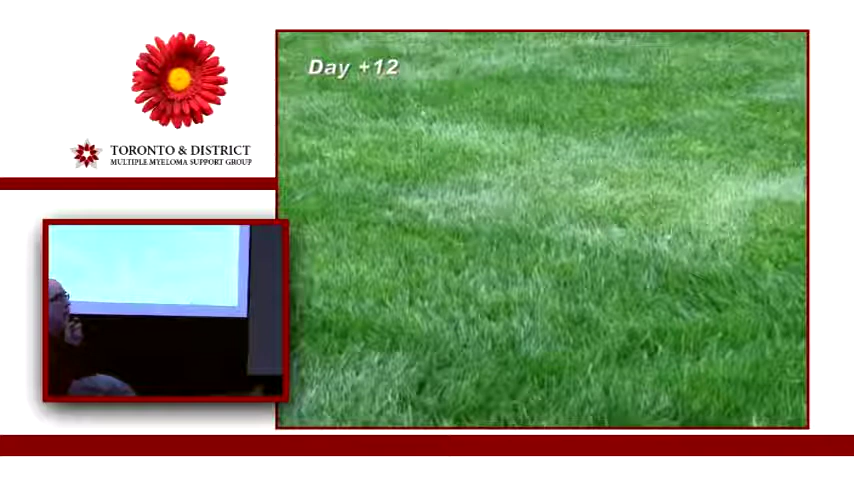 Day +12
TORONTO & DISTRICT
MULTIPLE MYELOMA SUPPORT GROUP